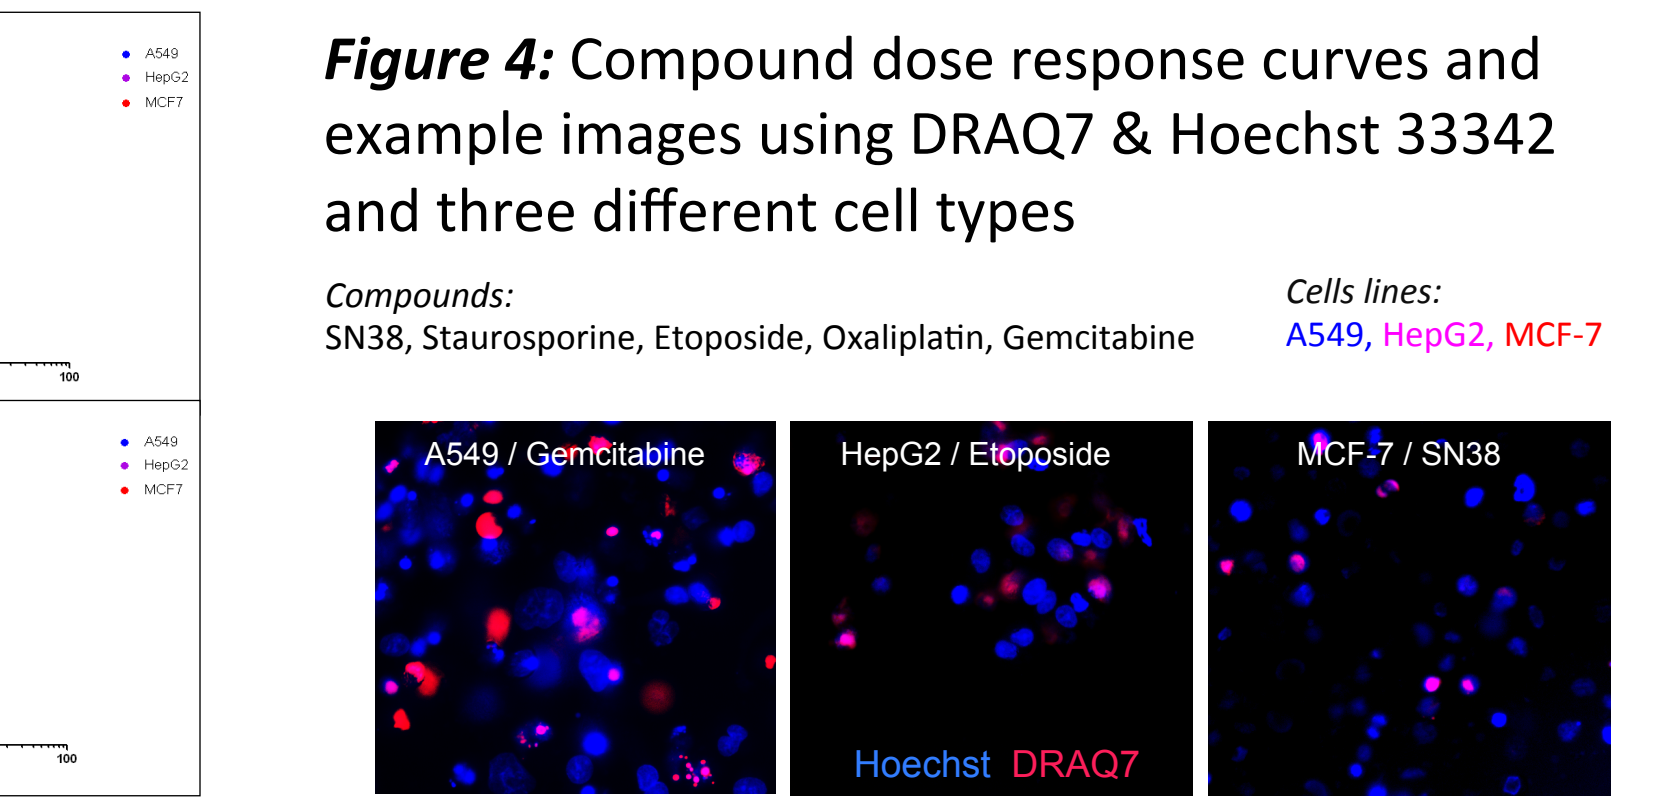 A549
HepG2
MCF7
100
A549
HepG2
MCF7
100
Figure 4: Compound dose response curves and
example images using DRAQ7 & Hoechst 33342
and three different cell types
Compounds:
SN38, Staurosporine, Etoposide, Oxaliplatin, Gemcitabine
Cells lines:
A549, HepG2, MCF-7
A549 / Gemcitabine
HepG2 / Etoposide
MCF-7 / SN38
Hoechst DRAQ7